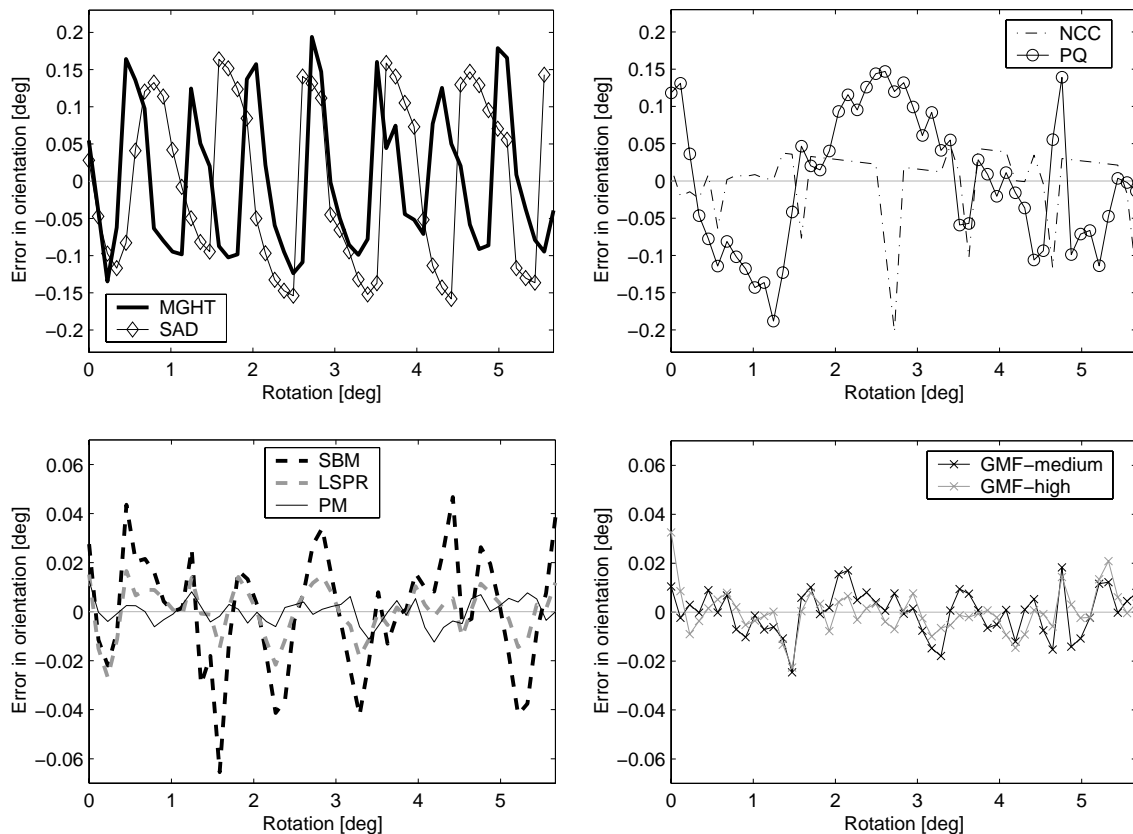 Error in orientation [deg]
0.2
0.15
0.1
0.05
0
−0.05
−0.1
−0.15
−0.2
MGHT
SAD
0 1 2 3 4 5
Rotation [deg]
Error in orientation [deg]
0.2
0.15
0.1
0.05
0
−0.05
−0.1
−0.15
−0.2
NCC
PQ
0 1 2 3 4 5
Rotation [deg]
Error in orientation [deg]
0.06
0.04
0.02
0
−0.02
−0.04
−0.06
SBM
LSPR
PM
0 1 2 3 4 5
Rotation [deg]
Error in orientation [deg]
0.06
0.04
0.02
0
−0.02
−0.04
−0.06
GMF−medium
GMF−high
0 1 2 3 4 5
Rotation [deg]